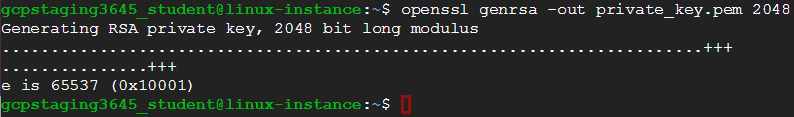 gcpstaging3645_student@linux-instance:~$ openssl genrsa -out private_key.pem 2048
Generating RSA private key, 2048 bit long modulus
..........................................................................................+++
...............+++
e is 65537 (0x10001)
gcpstaging3645_student@linux-instance:~$